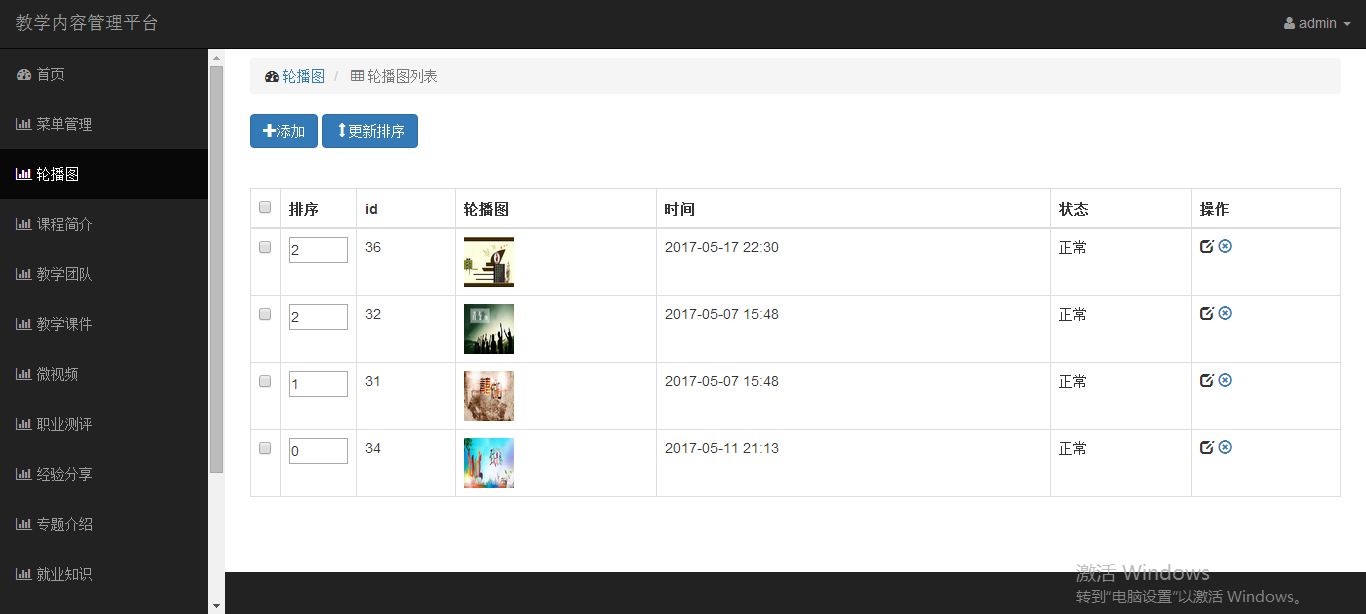 教学内容管理平台
admin
首页
菜单管理
轮播图
课程简介
教学团队
教学课件
微视频
职业测评
经验分享
专题介绍
就业知识
轮播图 / 轮播图列表
添加 更新排序
排序 id 轮播图 时间 状态 操作
2 36 2017-05-17 22:30 正常
2 32 2017-05-07 15:48 正常
1 31 2017-05-07 15:48 正常
0 34 2017-05-11 21:13 正常
激活 Windows
转到"电脑设置"以激活 Windows。